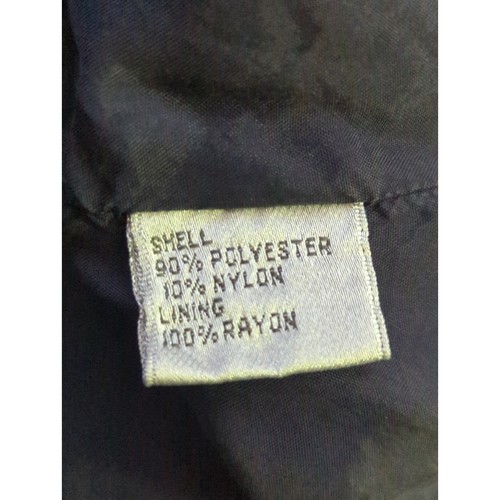 SHELL
90% POLYESTER
10% NYLON
LINING
100% RAYON